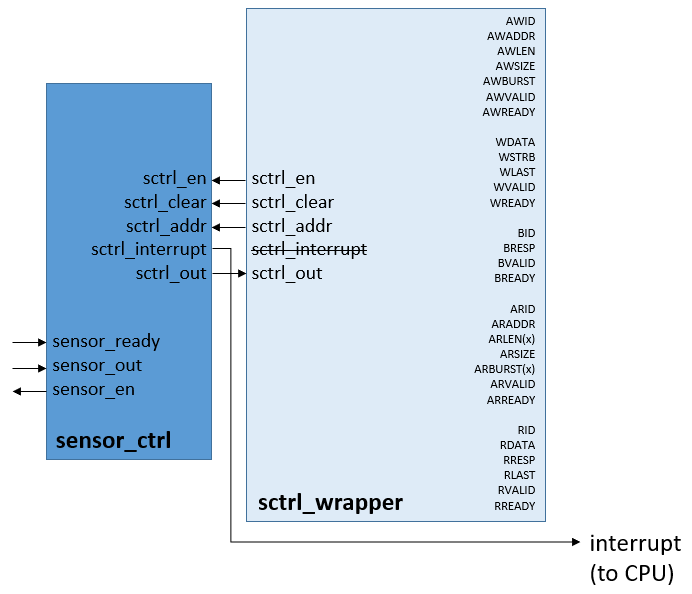 sctrl_en
sctrl_clear
sctrl_addr
sctrl_interrupt
sctrl_out
sensor_ready
sensor_out
sensor_en
sensor_ctrl
sctrl_en
sctrl_clear
sctrl_addr
sctrl_interrupt
sctrl_out
AWID
AWADDR
AWLEN
AWSIZE
AWBURST
AWVALID
AWREADY
WDATA
WSTRB
WLAST
WVALID
WREADY
BID
BRESP
BVALID
BREADY
ARID
ARADDR
ARLEN(x)
ARSIZE
ARBURST(x)
ARVALID
ARREADY
RID
RDATA
RRESP
RLAST
RVALID
RREADY
sctrl_wrapper
interrupt
(to CPU)